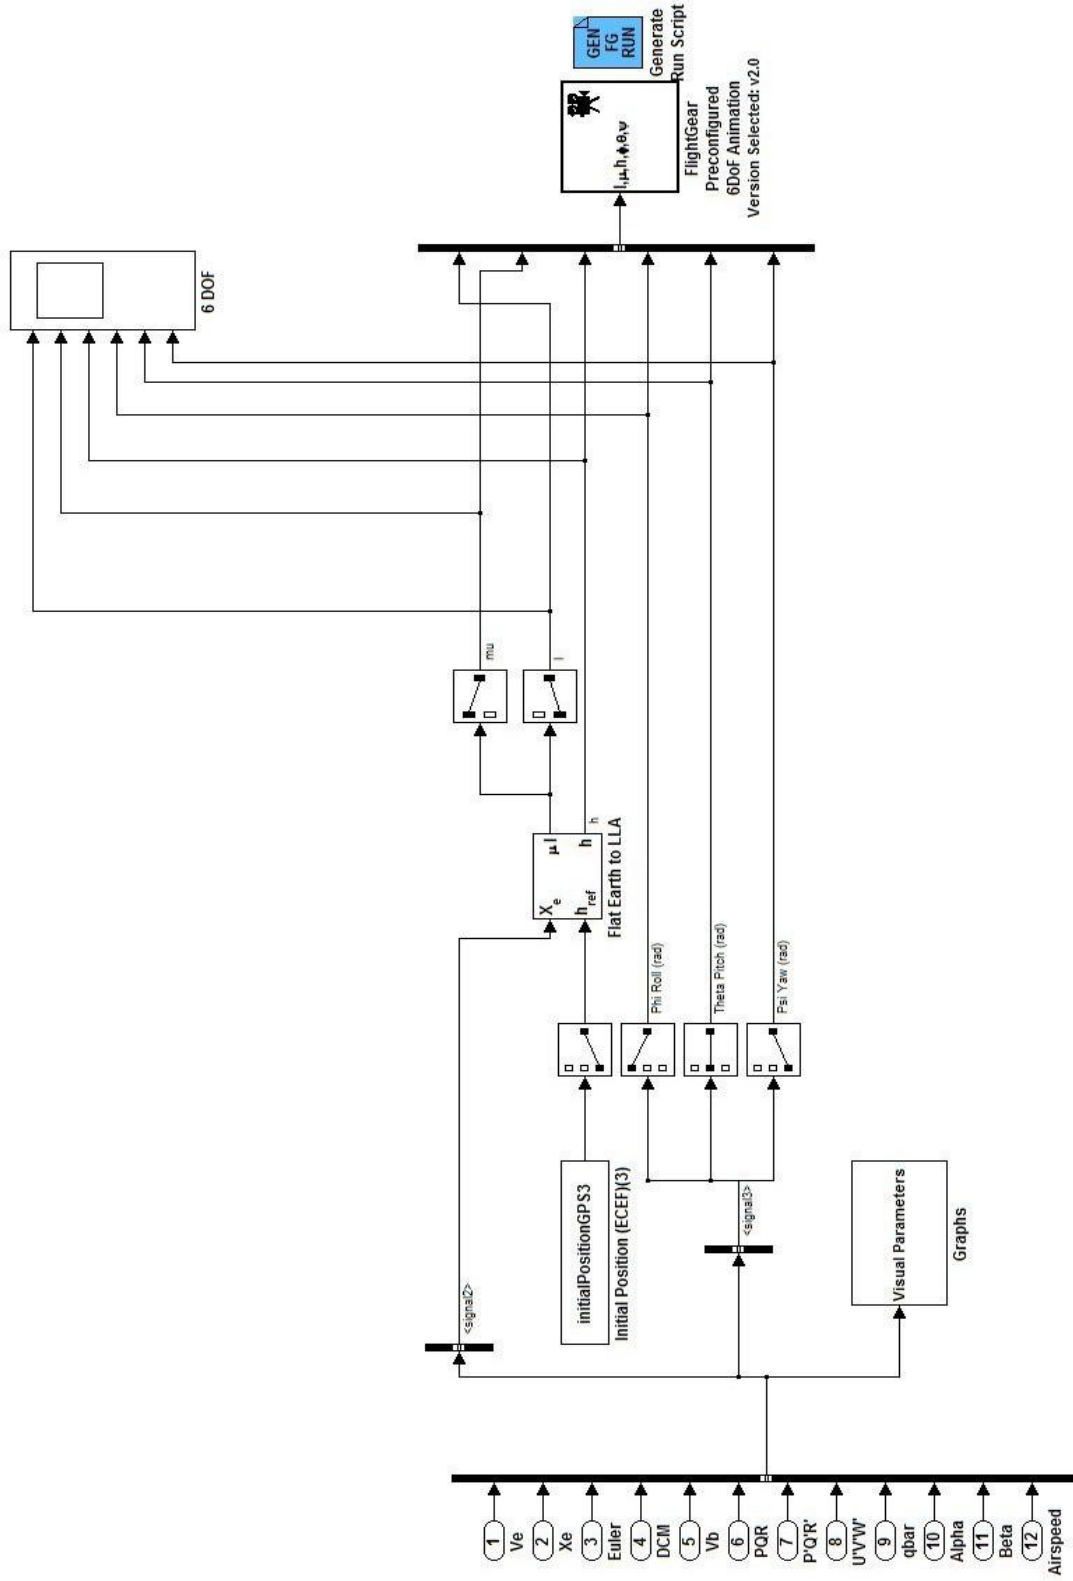 1
Ve
2
Xe
3
Euler
4
DCM
5
Vb
6
PQR
7
P'Q'R'
8
U'V'W'
9
qbar
10
Alpha
11
Beta
12
Airspeed
<signal2>
initialPositionGPS3
Initial Position (ECEF)(3)
<signal3>
Visual Parameters
Graphs
Phi Roll (rad)
Theta Pitch (rad)
Psi Yaw (rad)
Xe
href
μl
h
h
Flat Earth to LLA
mu
l
6 DOF
l,μ,h,ϕ,θ,ψ
FlightGear
Preconfigured
6DoF Animation
Version Selected: v2.0
GEN
FG
RUN
Generate
Run Script